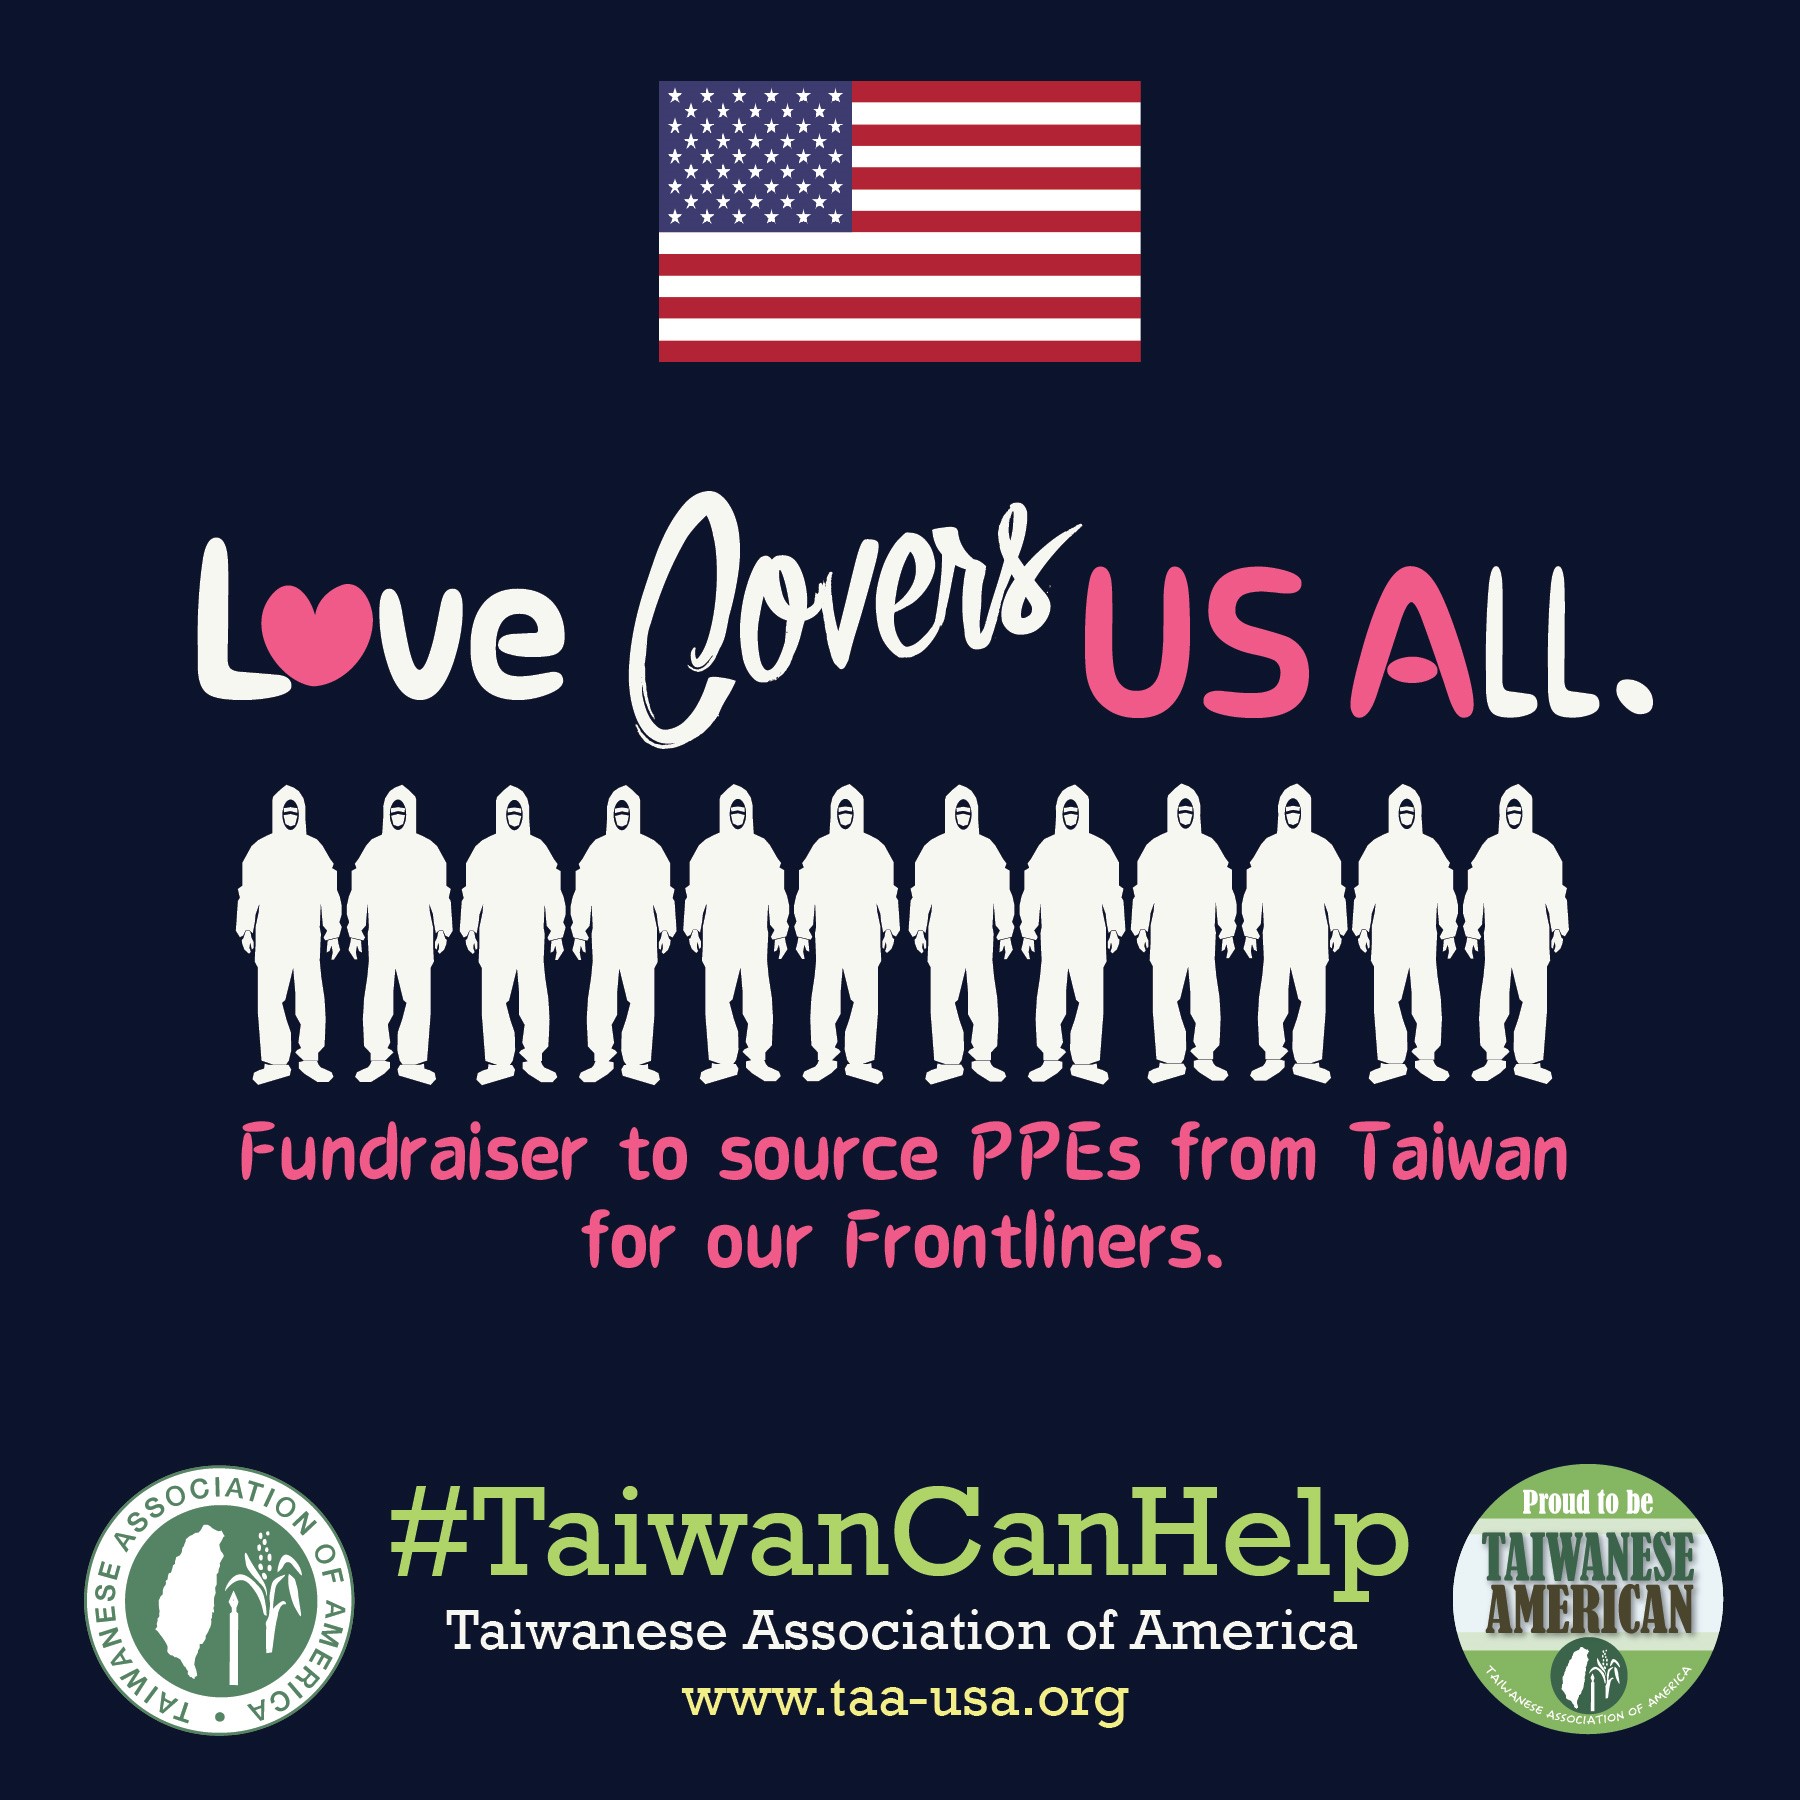 Love Covers US ALL.
Fundraiser to source PPEs from Taiwan
for our Frontliners.
TAIWANESE ASSOCIATION OF AMERICA •
#TaiwanCanHelp
Taiwanese Association of America
www.taa-usa.org
Proud to be
TAIWANESE
AMERICAN
TAIWANESE ASSOCIATION OF AMERICA